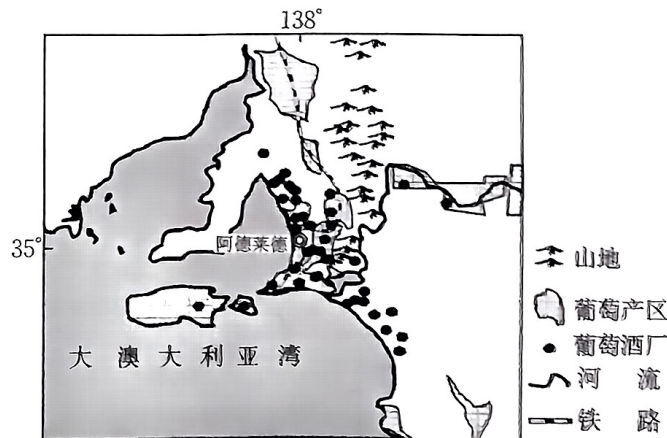 138°
35°
阿德莱德
大澳大利亚湾
山地
葡萄产区
葡萄酒厂
河流
铁路